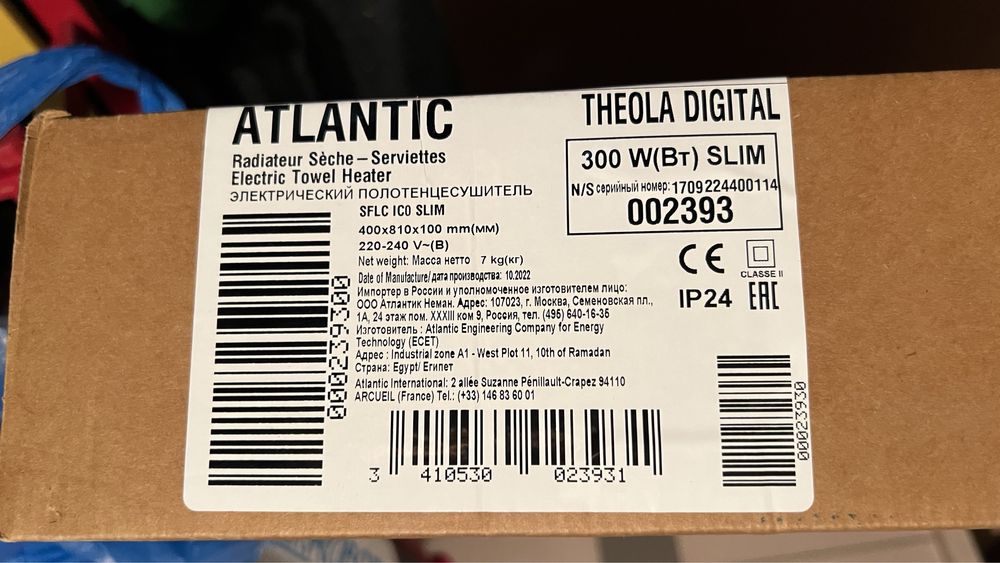 ATLANTIC
THEOLA DIGITAL
Radiateur Sèche – Serviettes
Electric Towel Heater
ЭЛЕКТРИЧЕСКИЙ ПОЛОТЕНЦЕСУШИТЕЛЬ
300 W(Вт) SLIM
N/S серийный номер: 1709224400114
002393
SFLC IC0 SLIM
400x810x100 mm(мм)
220-240 V~(В)
Net weight: Масса нетто 7 kg(кг)
CE
CLASSE II
IP24 EAC
Date of Manufacture/дата производства: 10.2022
Импортер в России и уполномоченное изготовителем лицо:
ООО Атлантик Неман. Адрес: 107023, г. Москва, Семеновская пл.,
1А, 24 этаж пом. XXXIII ком 9, Россия, тел. (495) 640-16-35
Изготовитель : Atlantic Engineering Company for Energy
Technology (ECET)
Адрес : Industrial zone A1 - West Plot 11, 10th of Ramadan
Страна: Egypt/ Египет
Atlantic International: 2 allée Suzanne Pénillault-Crapez 94110
ARCUEIL (France) Tel.: (+33) 146 83 60 01
000239300
3 410530 023931
00023930